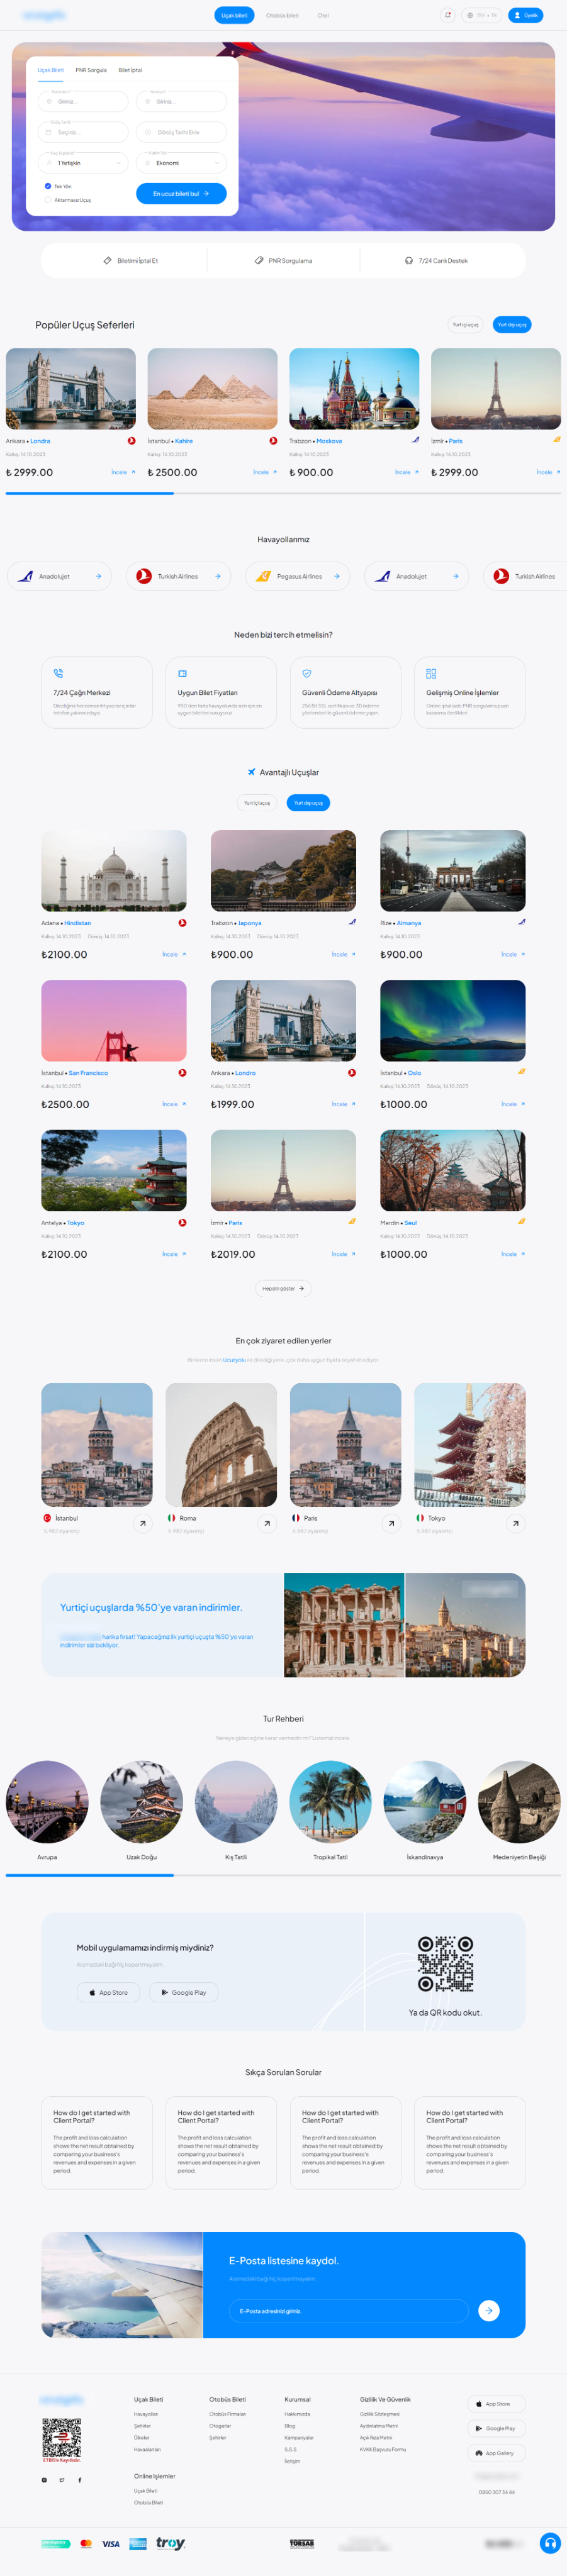 Uçak bileti
Otobüs bileti
Otel
TRY • TR
Üyelik
Uçak Bileti
PNR Sorgula
Bilet İptal
Giriniz...
Giriniz...
Seçiniz...
Dönüş Tarihi Ekle
1 Yetişkin
Ekonomi
Tek Yön
Aktarmasız Uçuş
En ucuz bileti bul
Biletimi İptal Et
PNR Sorgulama
7/24 Canlı Destek
Popüler Uçuş Seferleri
Yurt içi uçuş
Yurt dışı uçuş
Ankara • Londra
Kalkış: 14.10.2023
₺ 2999.00
İncele
İstanbul • Kahire
Kalkış: 14.10.2023
₺ 2500.00
İncele
Trabzon • Moskova
Kalkış: 14.10.2023
₺ 900.00
İncele
İzmir • Paris
Kalkış: 14.10.2023
₺ 2999.00
İncele
Havayollarımız
Anadolujet
Turkish Airlines
Pegasus Airlines
Anadolujet
Turkish Airlines
Neden bizi tercih etmelisin?
7/24 Çağrı Merkezi
Uygun Bilet Fiyatları
Güvenli Ödeme Altyapısı
Gelişmiş Online İşlemler
Avantajlı Uçuşlar
Yurt içi uçuş
Yurt dışı uçuş
Adana • Hindistan
Kalkış: 14.10.2023 Dönüş: 14.10.2023
₺2100.00
İncele
Trabzon • Japonya
Kalkış: 14.10.2023 Dönüş: 14.10.2023
₺900.00
İncele
Rize • Almanya
Kalkış: 14.10.2023
₺900.00
İncele
İstanbul • San Francisco
Kalkış: 14.10.2023
₺2500.00
İncele
Ankara • Londra
Kalkış: 14.10.2023
₺1999.00
İncele
İstanbul • Oslo
Kalkış: 14.10.2023 Dönüş: 14.10.2023
₺1000.00
İncele
Antalya • Tokyo
Kalkış: 14.10.2023
₺2100.00
İncele
İzmir • Paris
Kalkış: 14.10.2023 Dönüş: 14.10.2023
₺2019.00
İncele
Mardin • Seul
Kalkış: 14.10.2023 Dönüş: 14.10.2023
₺1000.00
İncele
Hepsini göster
En çok ziyaret edilen yerler
İstanbul
Roma
Paris
Tokyo
Yurtiçi uçuşlarda %50'ye varan indirimler.
harika fırsat! Yapacağınız ilk yurtiçi uçuşta %50'ye varan
indirimler sizi bekliyor.
Tur Rehberi
Avrupa
Uzak Doğu
Kış Tatili
Tropikal Tatil
İskandinavya
Medeniyetin Beşiği
Mobil uygulamamızı indirmiş miydiniz?
Aramızdaki bağ hiç kopartmayalım.
App Store
Google Play
Ya da QR kodu okut.
Sıkça Sorulan Sorular
How do I get started with
Client Portal?
The profit and loss calculation
shows the net result obtained by
comparing your business's
revenues and expenses in a given
period.
How do I get started with
Client Portal?
The profit and loss calculation
shows the net result obtained by
comparing your business's
revenues and expenses in a given
period.
How do I get started with
Client Portal?
The profit and loss calculation
shows the net result obtained by
comparing your business's
revenues and expenses in a given
period.
How do I get started with
Client Portal?
The profit and loss calculation
shows the net result obtained by
comparing your business's
revenues and expenses in a given
period.
E-Posta listesine kaydol.
Aramızdaki bağ hiç kopartmayalım.
E-Posta adresinizi giriniz.
ETBİS'e Kayıtlıdır.
Uçak Bileti
Havayolları
Şehirler
Ülkeler
Havaalanları
Online İşlemler
Uçak Bileti
Otobüs Bileti
Otobüs Bileti
Otobüs Firmaları
Otogarlar
Şehirler
Kurumsal
Hakkımızda
Blog
Kampanyalar
S.S.S
İletişim
Gizlilik Ve Güvenlik
Gizlilik Sözleşmesi
Aydınlatma Metni
Açık Rıza Metni
KVKK Başvuru Formu
App Store
Google Play
App Gallery
0850 307 34 44
VISA
troy
TÜRSAB